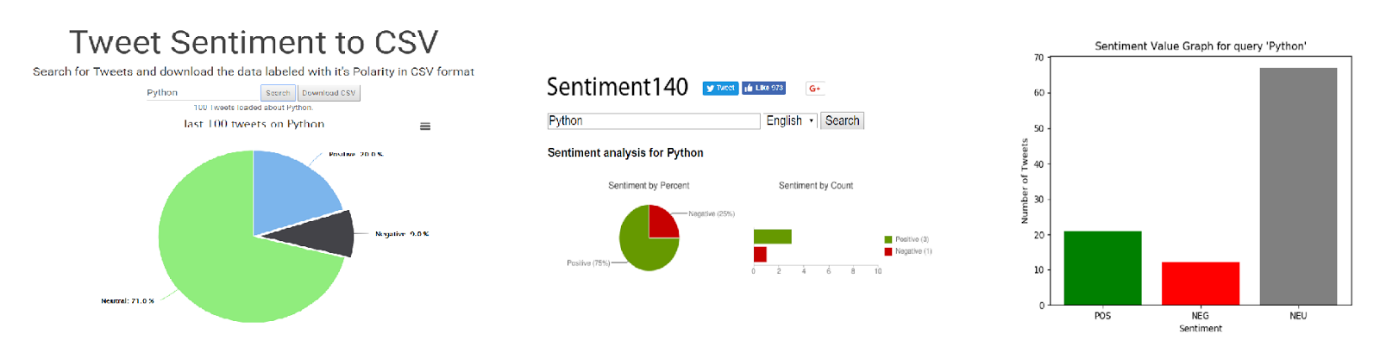 Tweet Sentiment to CSV
Search for Tweets and download the data labeled with it's Polarity in CSV format
Python Search Download CSV
100 Tweets loaded about Python.
last 100 tweets on Python
Positive: 20.0 %
Negative: 9.0 %
Neutral: 71.0 %
Sentiment140 Tweet Like 973 G+
Python English Search
Sentiment analysis for Python
Sentiment by Percent Sentiment by Count
Negative (25%)
Positive (75%)
Positive (3)
Negative (1)
0 2 4 6 8 10
Sentiment Value Graph for query 'Python'
Number of Tweets
70
60
50
40
30
20
10
0
POS NEG NEU
Sentiment